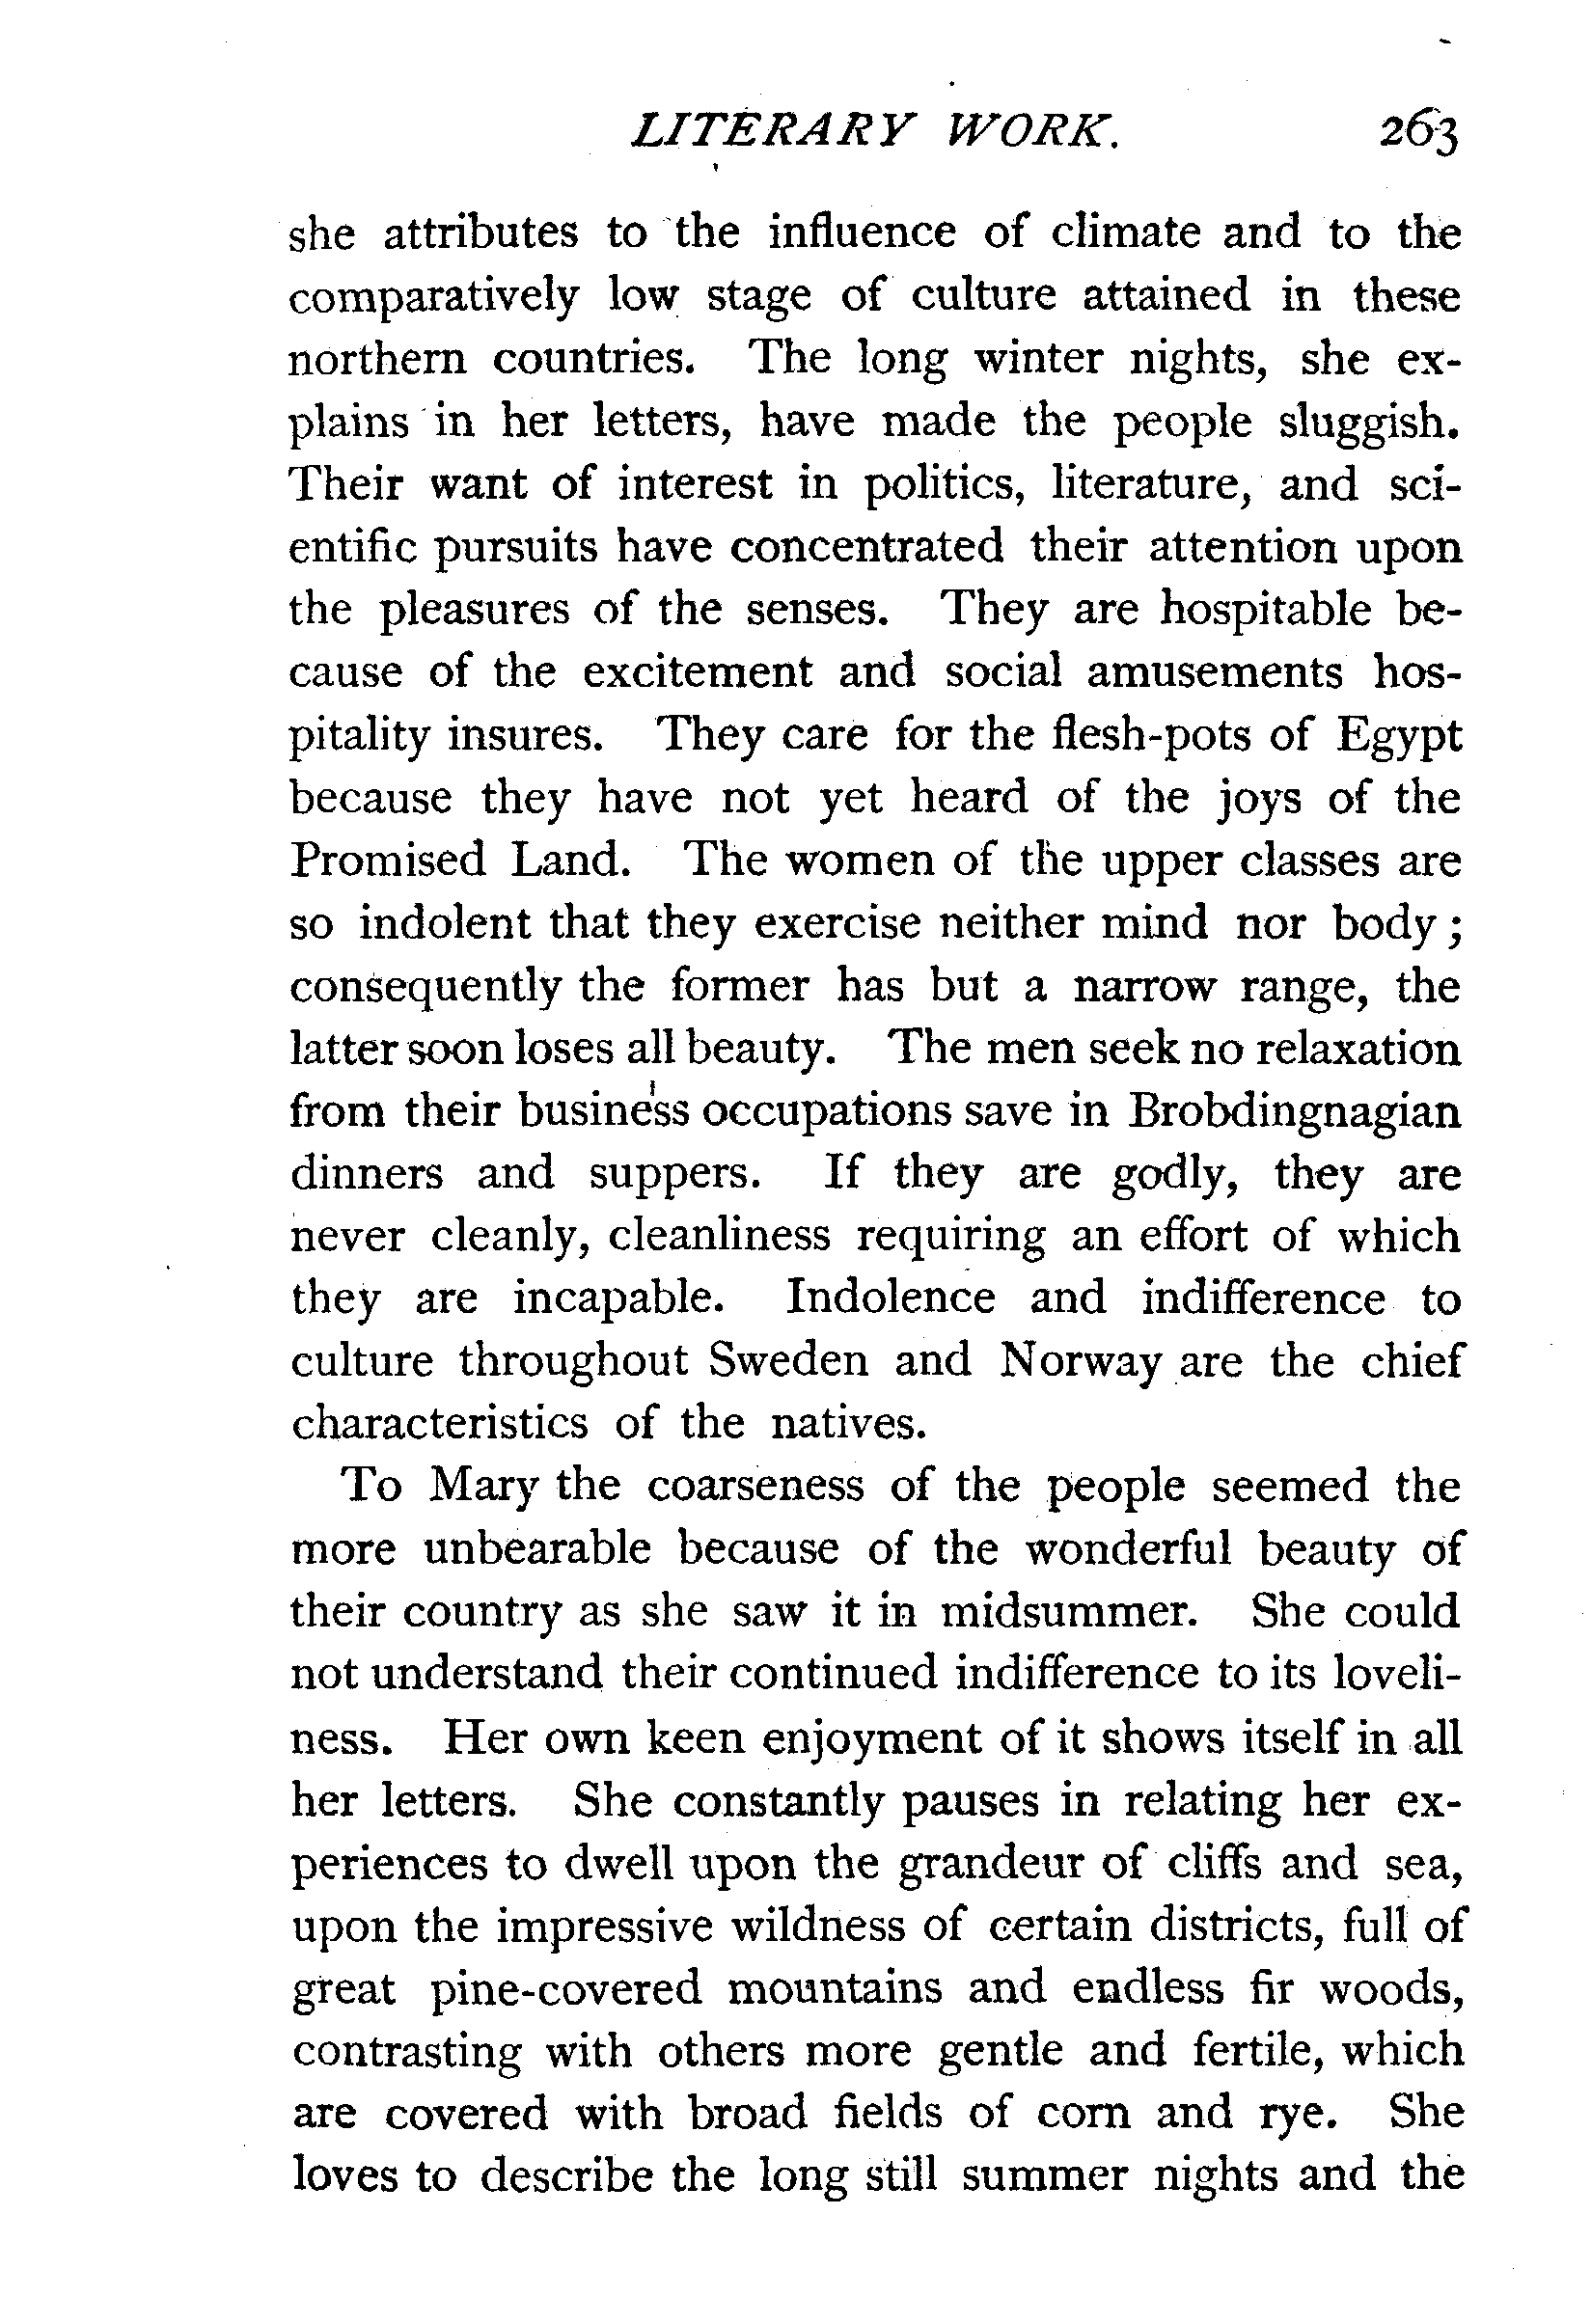 LITERARY WORK. 263
she attributes to the influence of climate and to the
comparatively low stage of culture attained in these
northern countries. The long winter nights, she ex-
plains in her letters, have made the people sluggish.
Their want of interest in politics, literature, and sci-
entific pursuits have concentrated their attention upon
the pleasures of the senses. They are hospitable be-
cause of the excitement and social amusements hos-
pitality insures. They care for the flesh-pots of Egypt
because they have not yet heard of the joys of the
Promised Land. The women of the upper classes are
so indolent that they exercise neither mind nor body;
consequently the former has but a narrow range, the
latter soon loses all beauty. The men seek no relaxation
from their business occupations save in Brobdingnagian
dinners and suppers. If they are godly, they are
never cleanly, cleanliness requiring an effort of which
they are incapable. Indolence and indifference to
culture throughout Sweden and Norway are the chief
characteristics of the natives.
To Mary the coarseness of the people seemed the
more unbearable because of the wonderful beauty of
their country as she saw it in midsummer. She could
not understand their continued indifference to its loveli-
ness. Her own keen enjoyment of it shows itself in all
her letters. She constantly pauses in relating her ex-
periences to dwell upon the grandeur of cliffs and sea,
upon the impressive wildness of certain districts, full of
great pine-covered mountains and endless fir woods,
contrasting with others more gentle and fertile, which
are covered with broad fields of corn and rye. She
loves to describe the long still summer nights and the